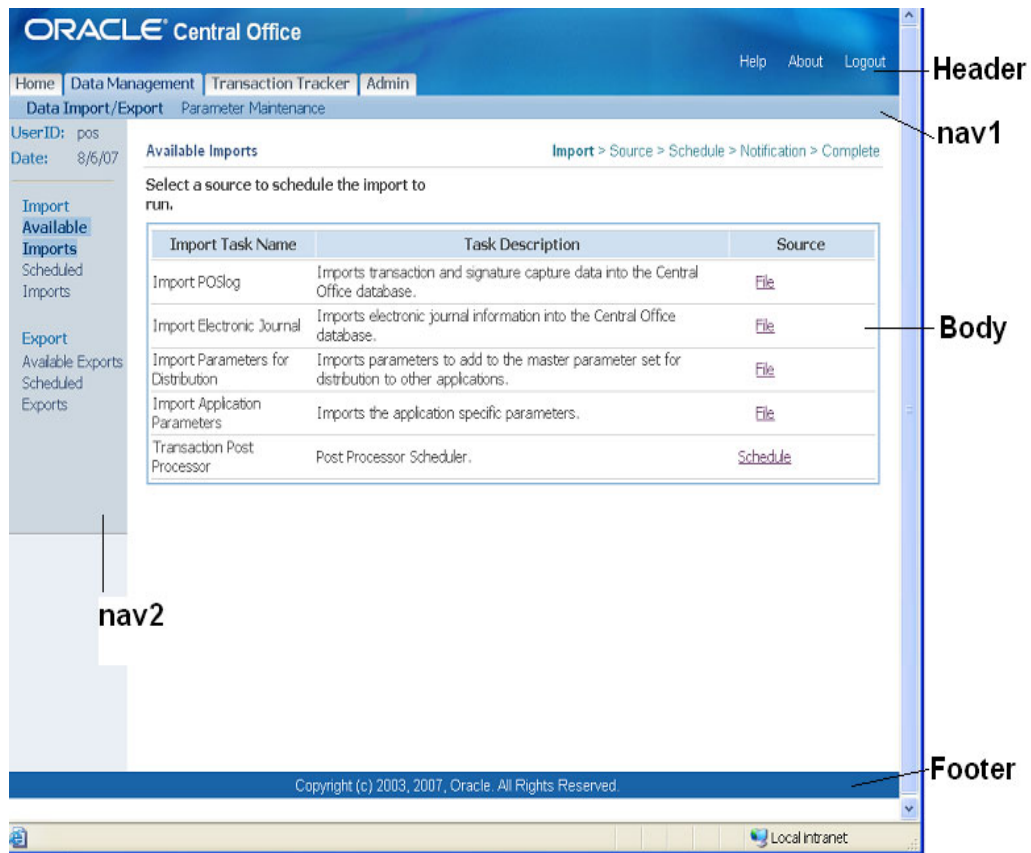 ORACLE® Central Office
Help About Logout
Header
Home Data Management Transaction Tracker Admin
Data Import/Export Parameter Maintenance
nav1
UserID: pos
Date: 8/6/07
Import
Available
Imports
Scheduled
Imports
Export
Available Exports
Scheduled
Exports
nav2
Available Imports
Import > Source > Schedule > Notification > Complete
Select a source to schedule the import to
run.
Import Task Name Task Description Source
Import POSlog
Imports transaction and signature capture data into the Central
Office database.
File
Import Electronic Journal
Imports electronic journal information into the Central Office
database.
File
Body
Import Parameters for
Distribution
Imports parameters to add to the master parameter set for
distribution to other applications.
File
Import Application
Parameters
Imports the application specific parameters.
File
Transaction Post
Processor
Post Processor Scheduler.
Schedule
Copyright (c) 2003, 2007, Oracle. All Rights Reserved.
Footer
Local intranet